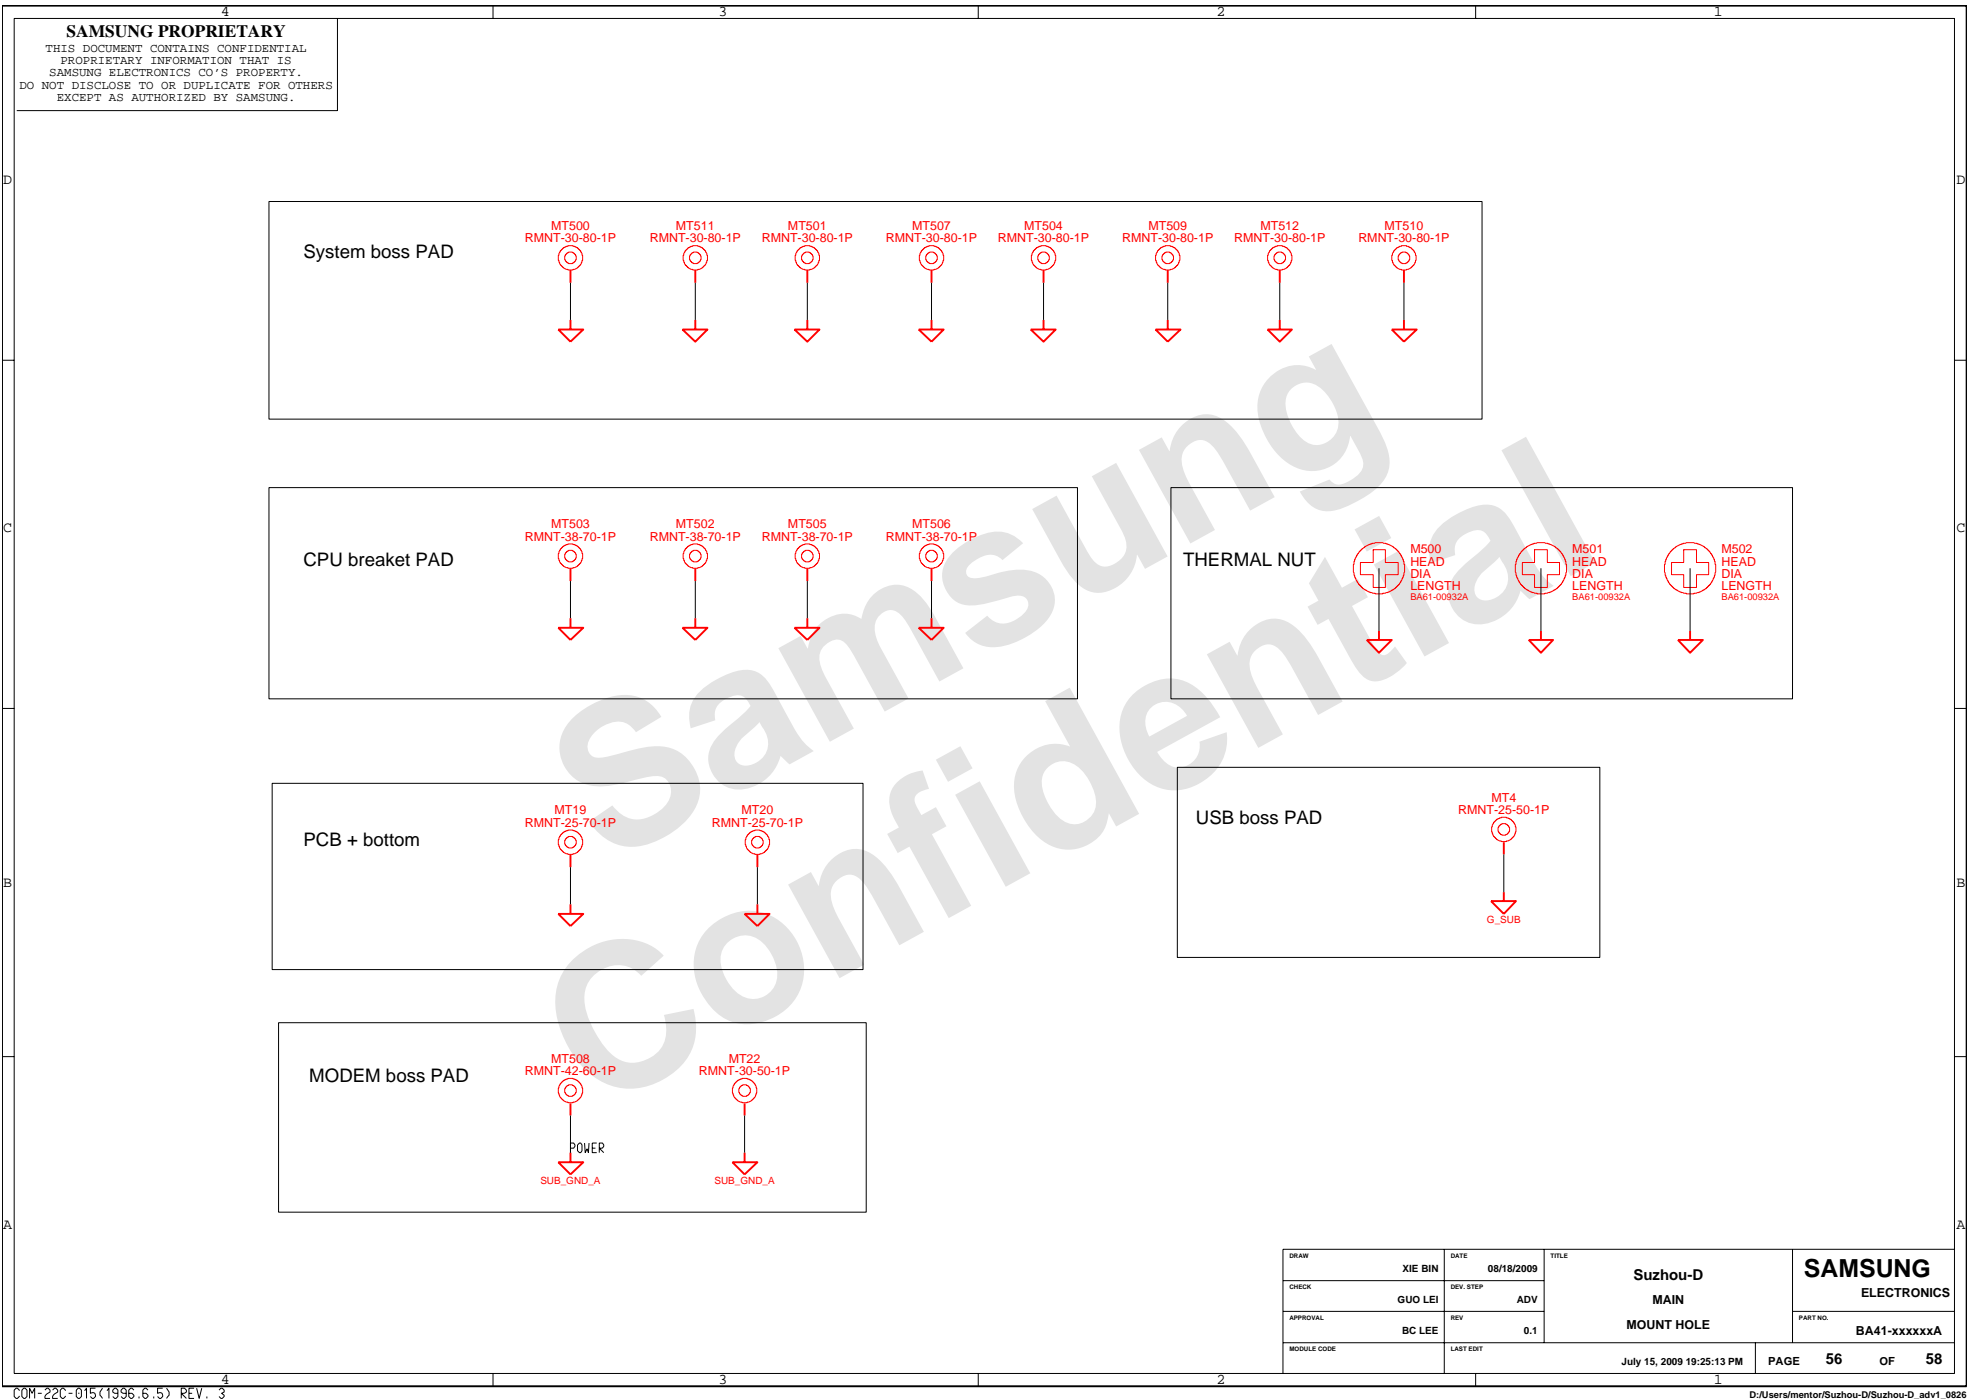 4 3 2 1
SAMSUNG PROPRIETARY
THIS DOCUMENT CONTAINS CONFIDENTIAL
PROPRIETARY INFORMATION THAT IS
SAMSUNG ELECTRONICS CO'S PROPERTY.
DO NOT DISCLOSE TO OR DUPLICATE FOR OTHERS
EXCEPT AS AUTHORIZED BY SAMSUNG.
D D
System boss PAD
MT500
RMNT-30-80-1P
MT511
RMNT-30-80-1P
MT501
RMNT-30-80-1P
MT507
RMNT-30-80-1P
MT504
RMNT-30-80-1P
MT509
RMNT-30-80-1P
MT512
RMNT-30-80-1P
MT510
RMNT-30-80-1P
Samsung
Confidential
C C
CPU breaket PAD
MT503
RMNT-38-70-1P
MT502
RMNT-38-70-1P
MT505
RMNT-38-70-1P
MT506
RMNT-38-70-1P
THERMAL NUT
M500
HEAD
DIA
LENGTH
BA61-00932A
M501
HEAD
DIA
LENGTH
BA61-00932A
M502
HEAD
DIA
LENGTH
BA61-00932A
PCB + bottom
MT19
RMNT-25-70-1P
MT20
RMNT-25-70-1P
USB boss PAD
MT4
RMNT-25-50-1P
G_SUB
B B
MODEM boss PAD
MT508
RMNT-42-60-1P
POWER
SUB_GND_A
MT22
RMNT-30-50-1P
SUB_GND_A
A A
DRAW
XIE BIN
DATE
08/18/2009
TITLE
Suzhou-D
MAIN
MOUNT HOLE
SAMSUNG
ELECTRONICS
CHECK
GUO LEI
DEV. STEP
ADV
APPROVAL
BC LEE
REV
0.1
PART NO.
BA41-xxxxxxA
MODULE CODE
LAST EDIT
July 15, 2009 19:25:13 PM
PAGE 56 OF 58
4 3 2 1
COM-22C-015(1996.6.5) REV. 3
D:/Users/mentor/Suzhou-D/Suzhou-D_adv1_0826